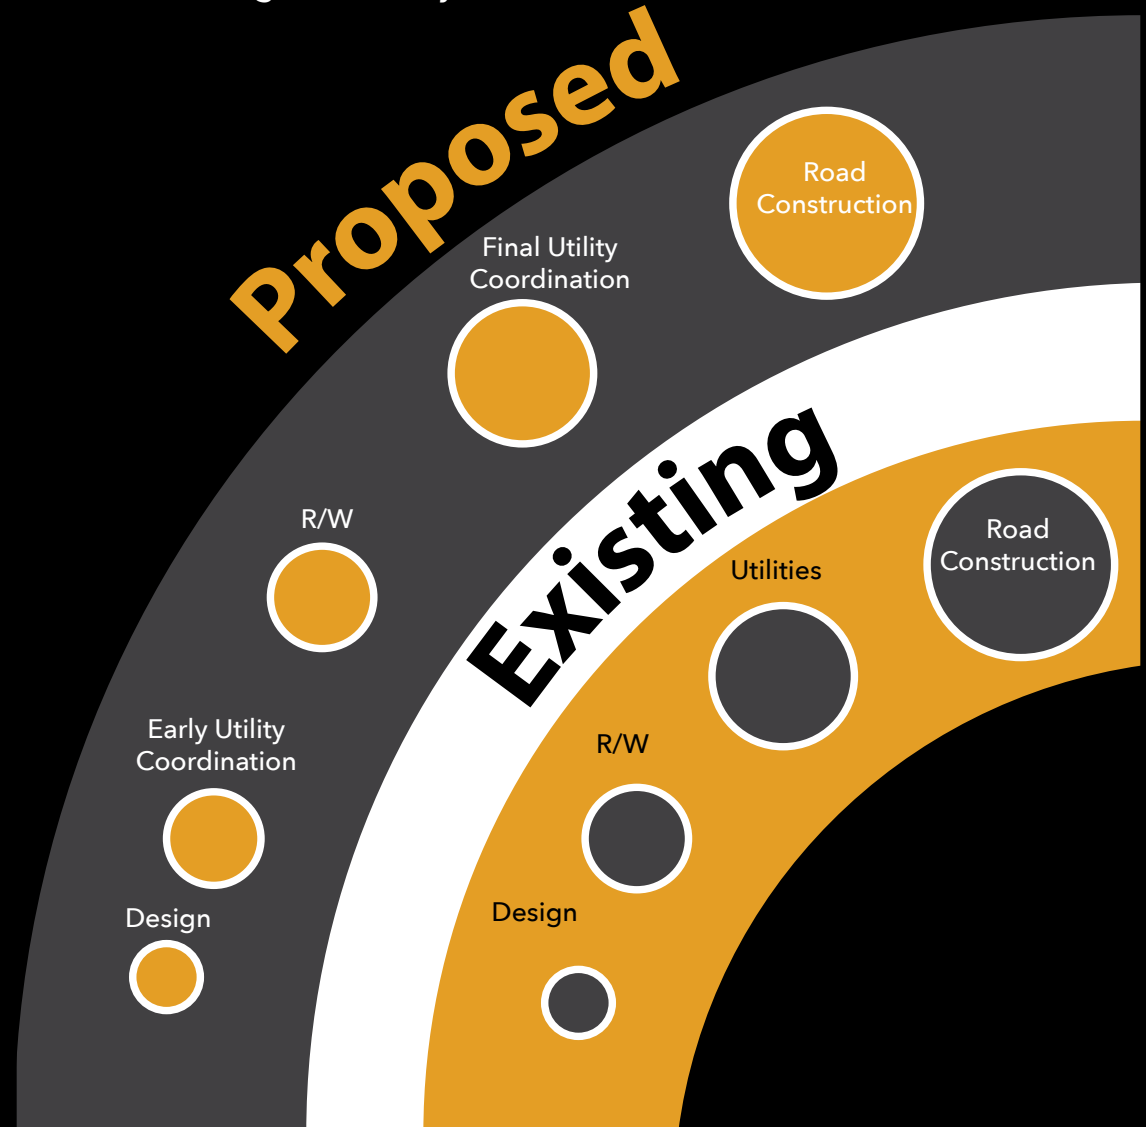 Proposed
Road
Construction
Final Utility
Coordination
R/W
Early Utility
Coordination
Design
Existing
Road
Construction
Utilities
R/W
Design